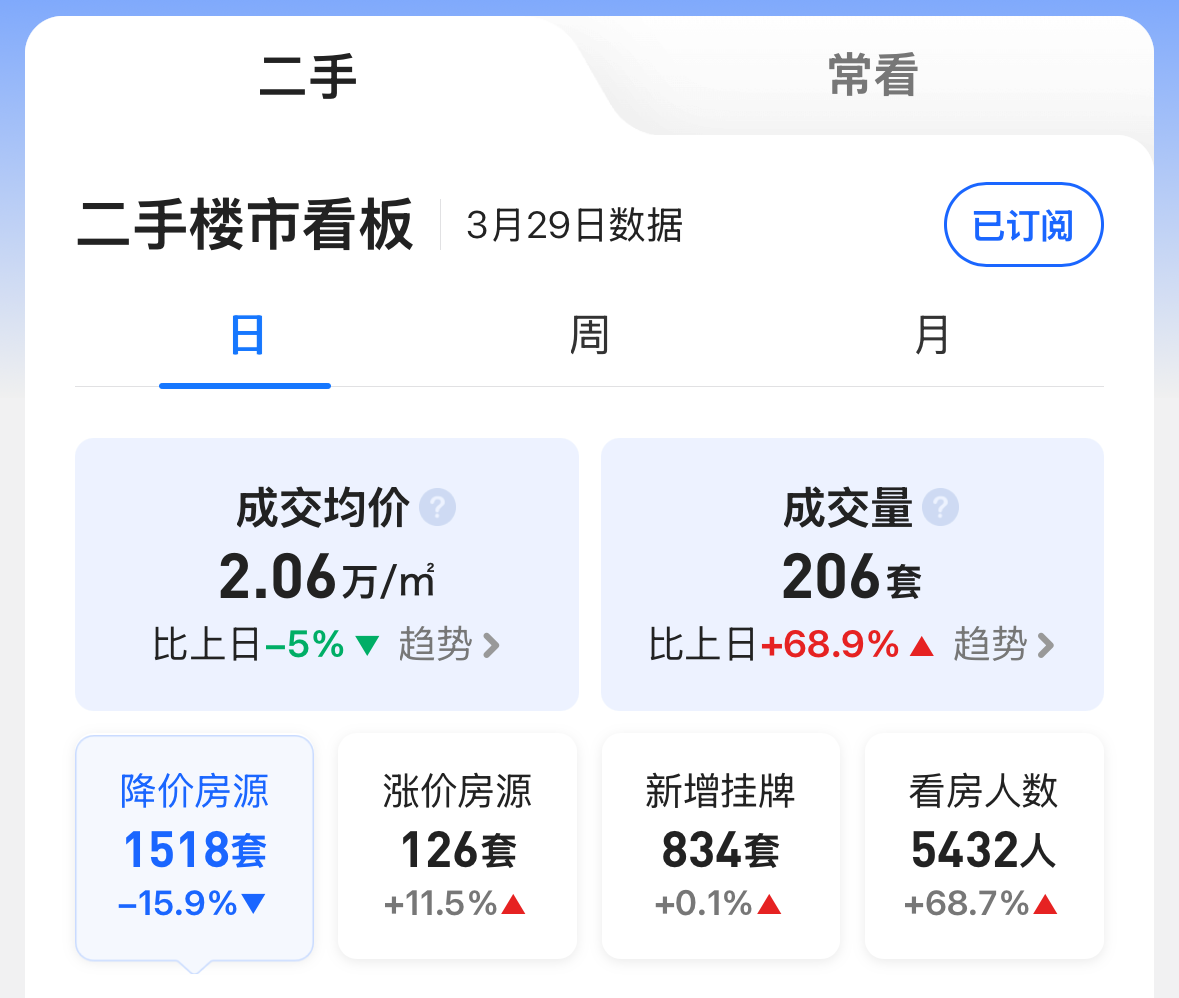 二手 常看
二手楼市看板 3月29日数据 已订阅
日 周 月
成交均价 ? 成交量 ?
2.06万/㎡ 206套
比上日-5%▼ 趋势 > 比上日+68.9%▲ 趋势 >
降价房源 涨价房源 新增挂牌 看房人数
1518套 126套 834套 5432人
-15.9%▼ +11.5%▲ +0.1%▲ +68.7%▲